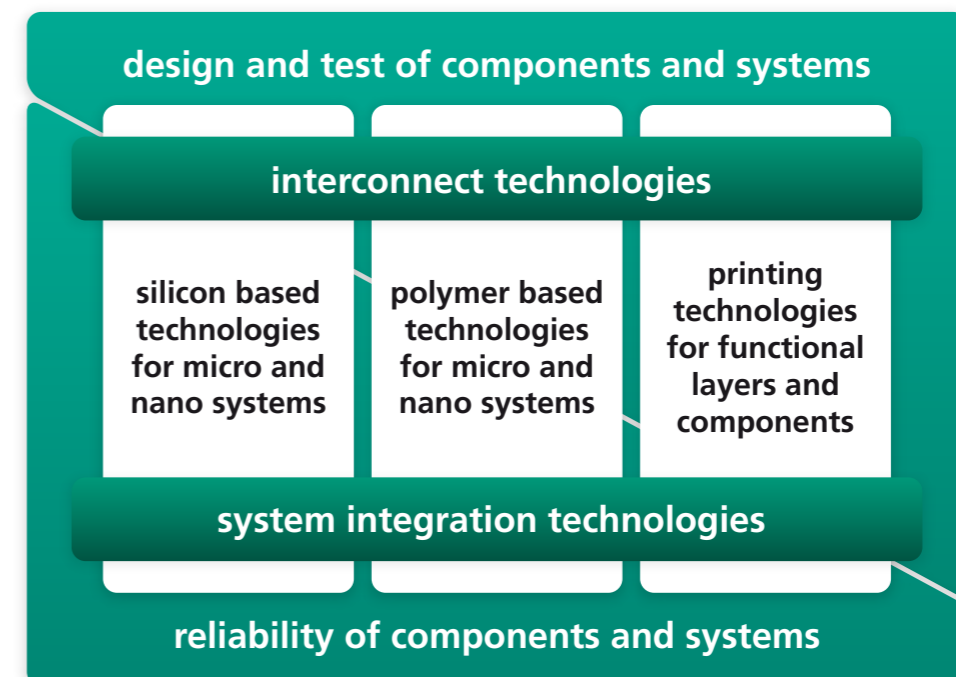 design and test of components and systems
interconnect technologies
silicon based
technologies
for micro and
nano systems
polymer based
technologies
for micro and
nano systems
printing
technologies
for functional
layers and
components
system integration technologies
reliability of components and systems